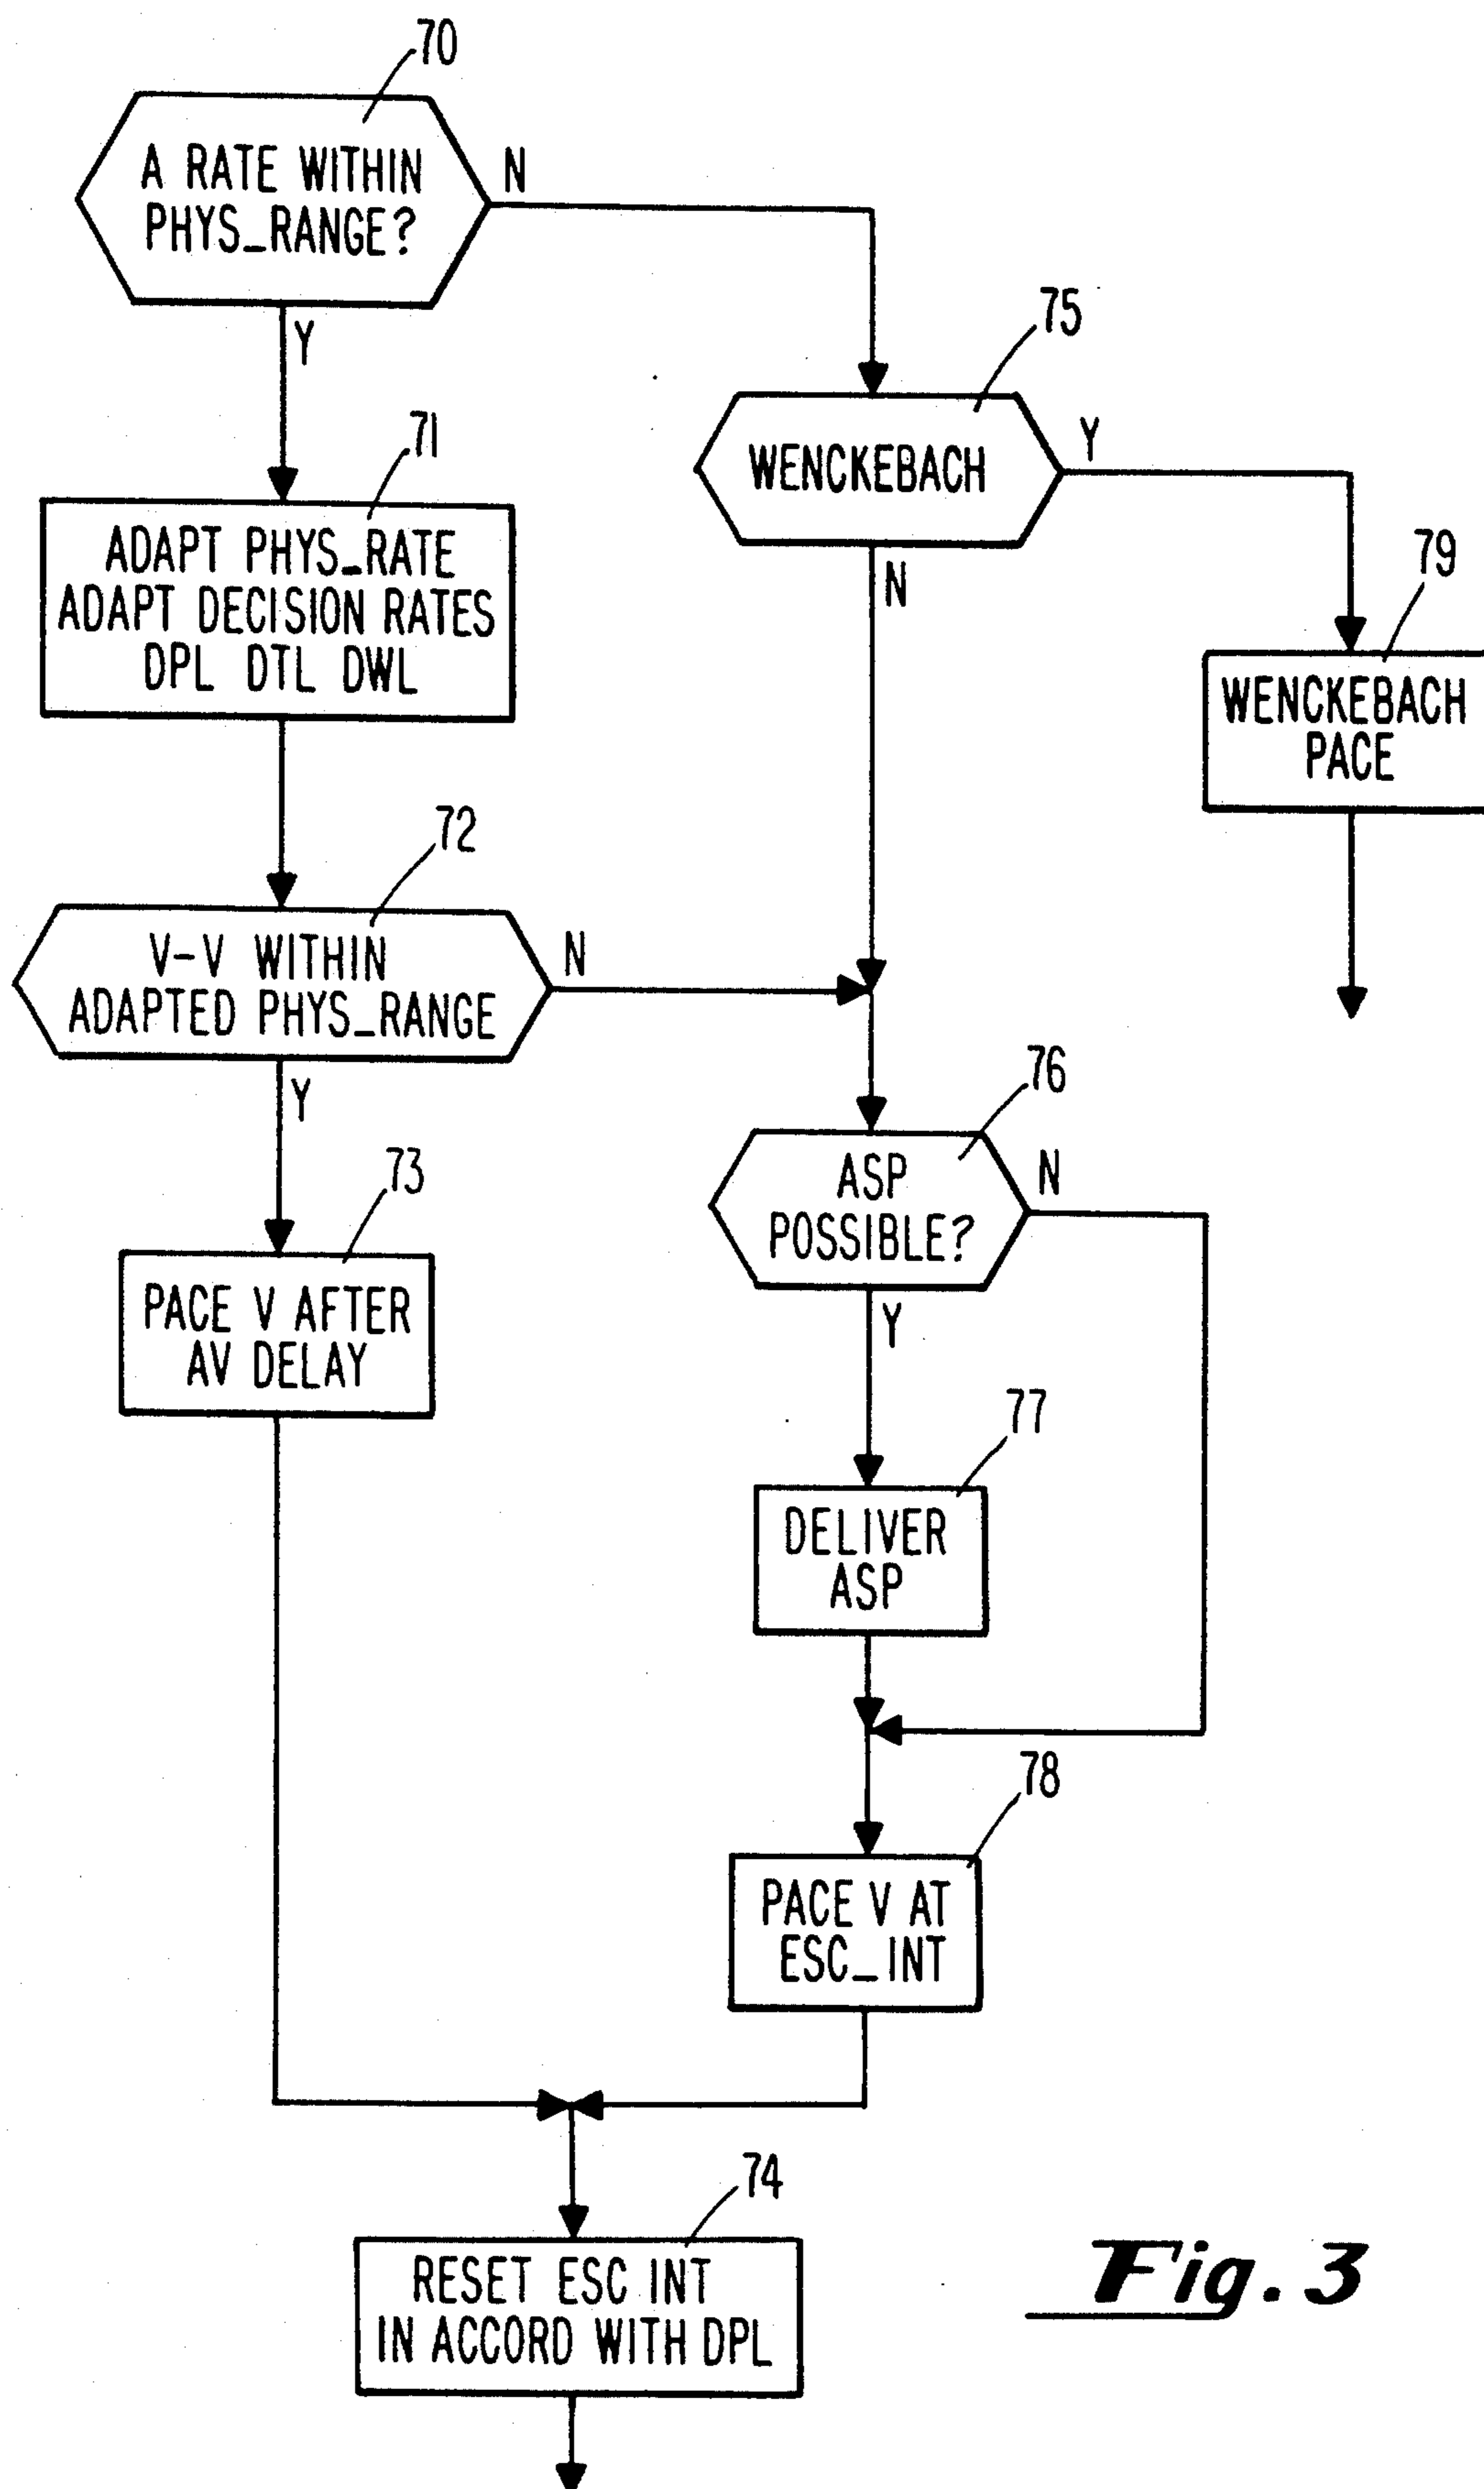 70
A RATE WITHIN
PHYS_RANGE?
N
Y
75
WENCKEBACH
Y
N
71
ADAPT PHYS_RATE
ADAPT DECISION RATES
DPL DTL DWL
79
WENCKEBACH
PACE
72
V-V WITHIN
ADAPTED PHYS_RANGE
N
Y
76
ASP
POSSIBLE?
N
Y
73
PACE V AFTER
AV DELAY
77
DELIVER
ASP
78
PACE V AT
ESC_INT
74
RESET ESC INT
IN ACCORD WITH DPL
Fig. 3